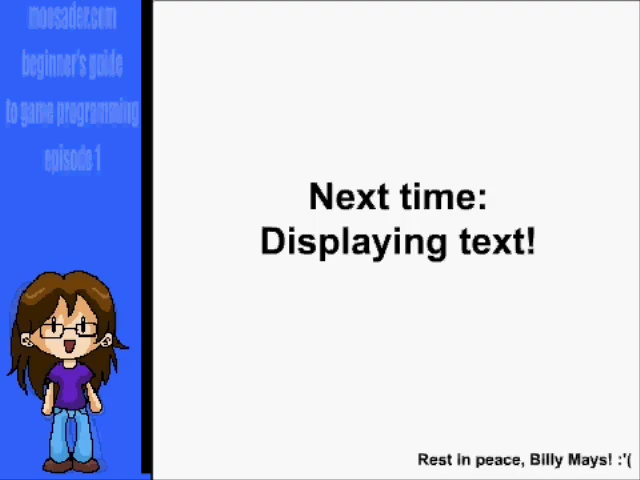 moosader.com
beginner's guide
to game programming
episode 1
Next time:
Displaying text!
Rest in peace, Billy Mays! :'(